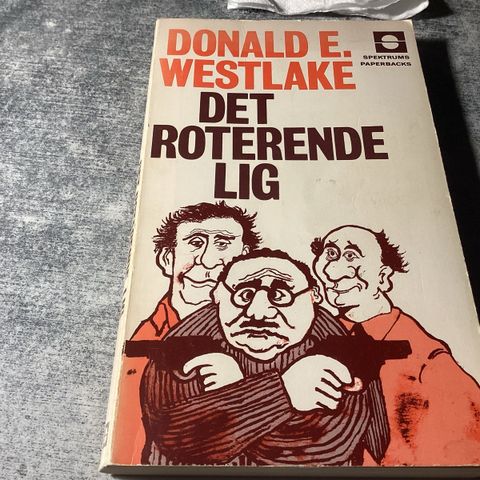 DONALD E.
WESTLAKE
DET
ROTERENDE
LIG
SPEKTRUMS
PAPERBACKS